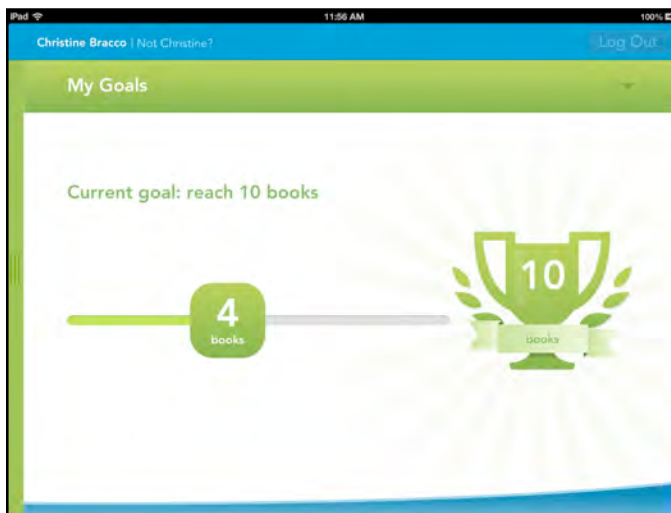 iPad 11:56 AM 100%
Christine Bracco | Not Christine? Log Out
My Goals
Current goal: reach 10 books
10
4
books
books